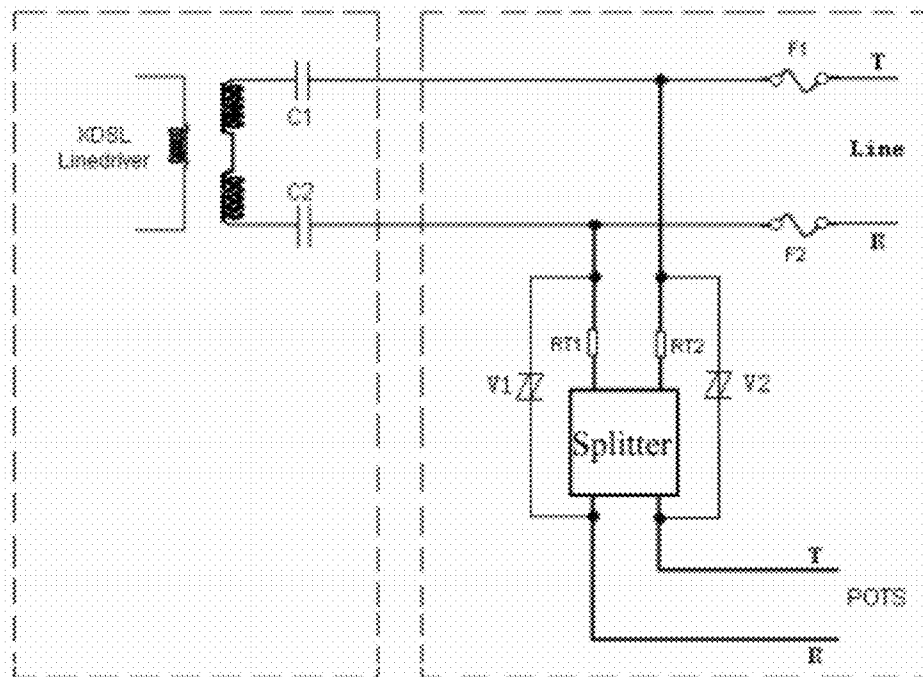 F1
T
XDSL
Linedriver
C1
Line
C2
R
F2
RT1
RT2
V1
V2
Splitter
T
POTS
R